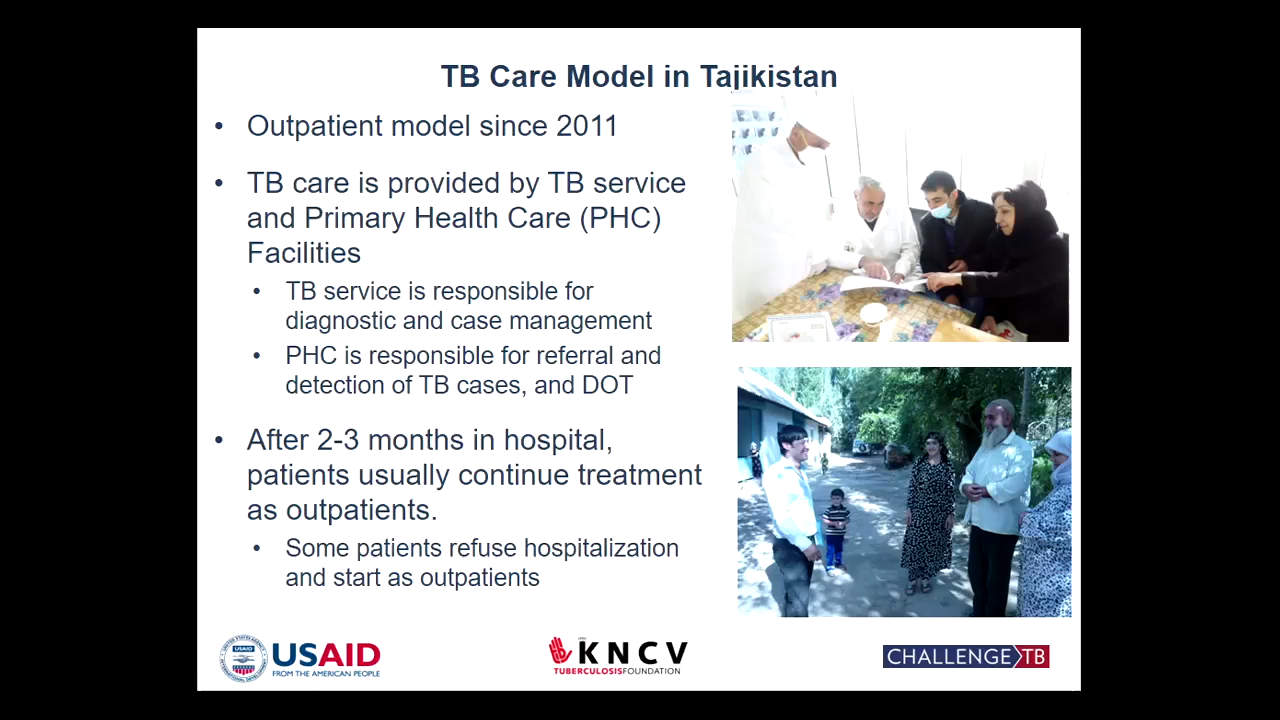 TB Care Model in Tajikistan
• Outpatient model since 2011
• TB care is provided by TB service
and Primary Health Care (PHC)
Facilities
• TB service is responsible for
diagnostic and case management
• PHC is responsible for referral and
detection of TB cases, and DOT
• After 2-3 months in hospital,
patients usually continue treatment
as outpatients.
• Some patients refuse hospitalization
and start as outpatients
USAID
FROM THE AMERICAN PEOPLE
KNCV
TUBERCULOSISFOUNDATION
CHALLENGE TB